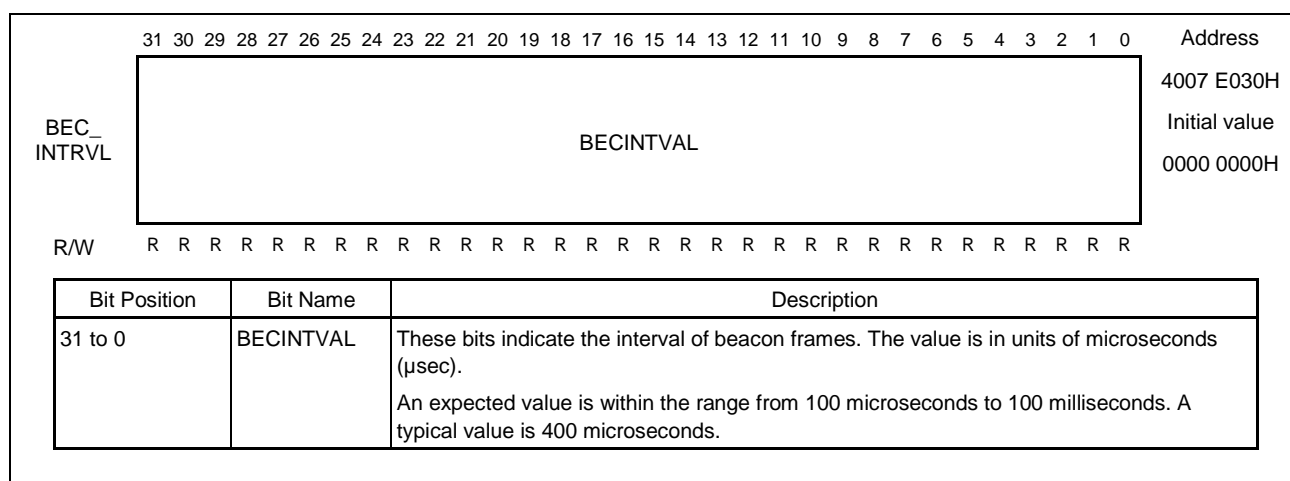 31 30 29 28 27 26 25 24 23 22 21 20 19 18 17 16 15 14 13 12 11 10 9 8 7 6 5 4 3 2 1 0 Address
4007 E030H
BEC_
INTRVL
BECINTVAL
Initial value
0000 0000H
R/W R R R R R R R R R R R R R R R R R R R R R R R R R R R R R R R R
Bit Position Bit Name Description
31 to 0 BECINTVAL These bits indicate the interval of beacon frames. The value is in units of microseconds
(µsec).
An expected value is within the range from 100 microseconds to 100 milliseconds. A
typical value is 400 microseconds.